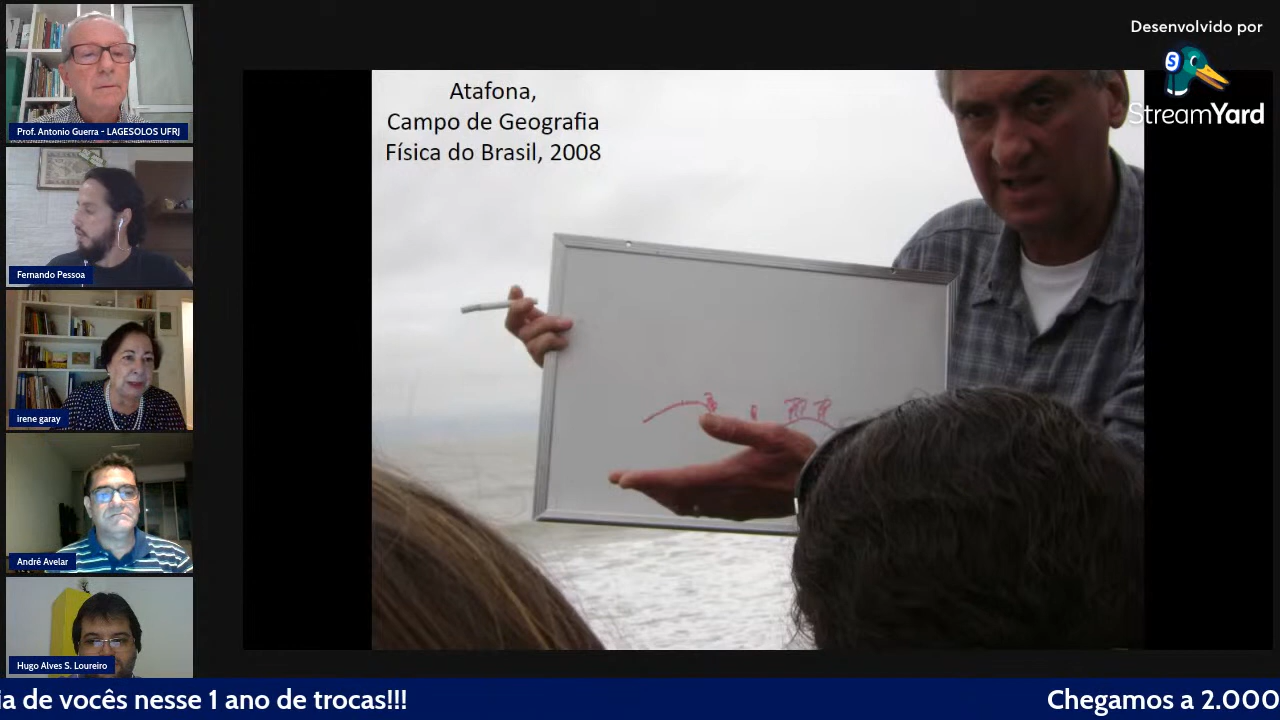 Prof. Antonio Guerra - LAGESOLOS UFRJ
Fernando Pessoa
irene garay
André Avelar
Hugo Alves S. Loureiro
Atafona,
Campo de Geografia
Física do Brasil, 2008
Desenvolvido por
S
StreamYard
ia de vocês nesse 1 ano de trocas!!!
Chegamos a 2.000